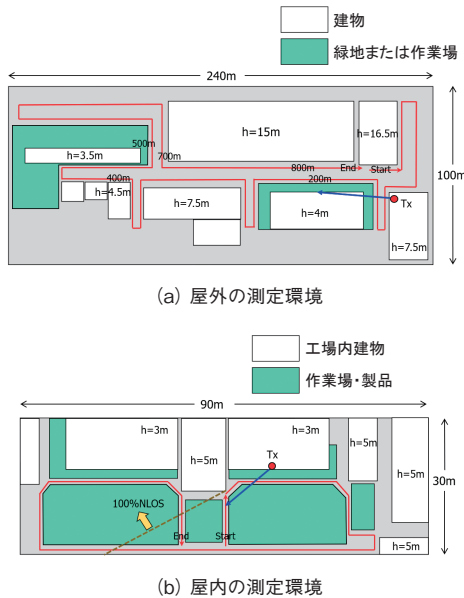 建物
緑地または作業場
240m
h=15m
h=16.5m
500m
700m
h=3.5m
800m
End
Start
100m
400m
200m
h=4.5m
h=7.5m
h=4m
Tx
h=7.5m
(a) 屋外の測定環境
工場内建物
作業場・製品
90m
h=3m
h=5m
h=3m
Tx
h=5m
h=5m
30m
100%NLOS
End
Start
h=5m
(b) 屋内の測定環境